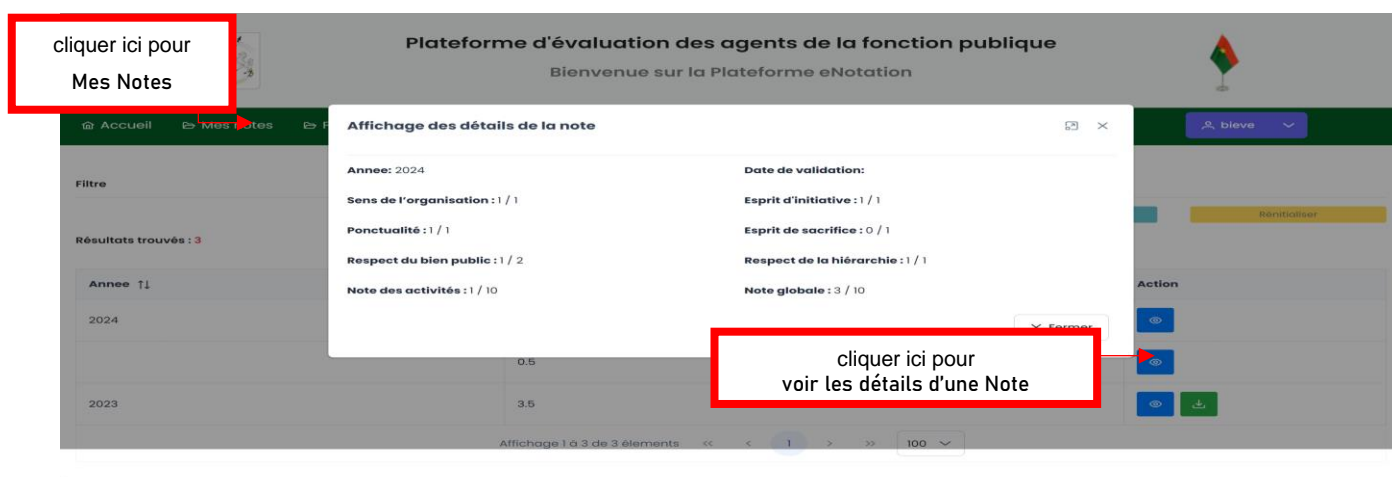 cliquer ici pour
Mes Notes
Plateforme d'évaluation des agents de la fonction publique
Bienvenue sur la Plateforme eNotation
Accueil Mes notes bleve
Affichage des détails de la note
Annee: 2024 Date de validation:
Filtre
Sens de l'organisation : 1 / 1 Esprit d'initiative : 1 / 1
Rénitialiser
Ponctualité : 1 / 1 Esprit de sacrifice : 0 / 1
Résultats trouvés : 3
Respect du bien public : 1 / 2 Respect de la hiérarchie : 1 / 1
Annee Action
Note des activités : 1 / 10 Note globale : 3 / 10
2024
Fermer
cliquer ici pour
voir les détails d'une Note
0.5
2023 3.5
Affichage 1 à 3 de 3 élements << < 1 > >> 100